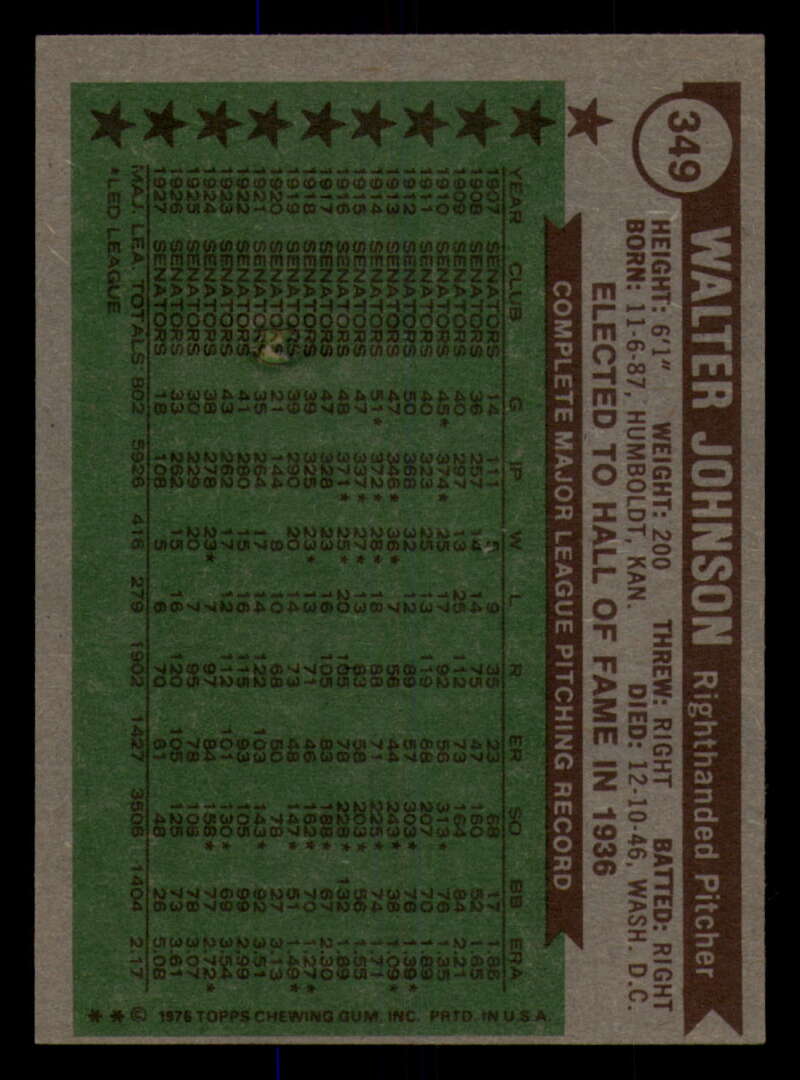 349
WALTER JOHNSON Righthanded Pitcher
HEIGHT: 6'1" WEIGHT: 200 THREW: RIGHT BATTED: RIGHT
BORN: 11-6-87, HUMBOLDT, KAN. DIED: 12-10-46, WASH. D.C.
ELECTED TO HALL OF FAME IN 1936
COMPLETE MAJOR LEAGUE PITCHING RECORD
YEAR CLUB G IP W L R ER SO BB ERA
1907 SENATORS 14 111 5 9 35 23 68 17 1.86
1908 SENATORS 36 257 14 14 75 47 160 52 1.65
1909 SENATORS 40 297 13 25 112 73 164 84 2.21
1910 SENATORS 45* 374* 25 17 92 56 313* 76 1.35
1911 SENATORS 40 323 25 13 119 68 207 70 1.89
1912 SENATORS 50 368 32 12 89 57 303* 76 1.39*
1913 SENATORS 47 346* 36* 7 56 44 243* 38 1.09*
1914 SENATORS 51* 372* 28* 18 88 71 225* 74 1.71
1915 SENATORS 47 337* 27* 13 83 58 203* 56 1.55
1916 SENATORS 48 371* 25* 20 105 78 228* 132 1.89
1917 SENATORS 47 328 23 16 105 83 188* 67 2.30
1918 SENATORS 39 325 23* 13 71 46 162* 70 1.27*
1919 SENATORS 39 290 20 14 73 48 147* 51 1.49*
1920 SENATORS 21 144 8 10 68 50 78 27 3.13
1921 SENATORS 35 264 17 14 122 103 143* 92 3.51
1922 SENATORS 41 280 15 16 115 93 105 99 2.99
1923 SENATORS 43 262 17 12 112 101 130* 69 3.54
1924 SENATORS 38 278 23* 7 97 84 158* 77 2.72*
1925 SENATORS 30 229 20 7 95 78 108 78 3.07
1926 SENATORS 33 262 15 16 120 105 125 73 3.61
1927 SENATORS 18 108 5 6 70 61 48 26 5.08
MAJ. LEA. TOTALS 802 5926 416 279 1902 1427 3506 1404 2.17
*LED LEAGUE
** © 1976 TOPPS CHEWING GUM, INC. PRTD. IN U.S.A.